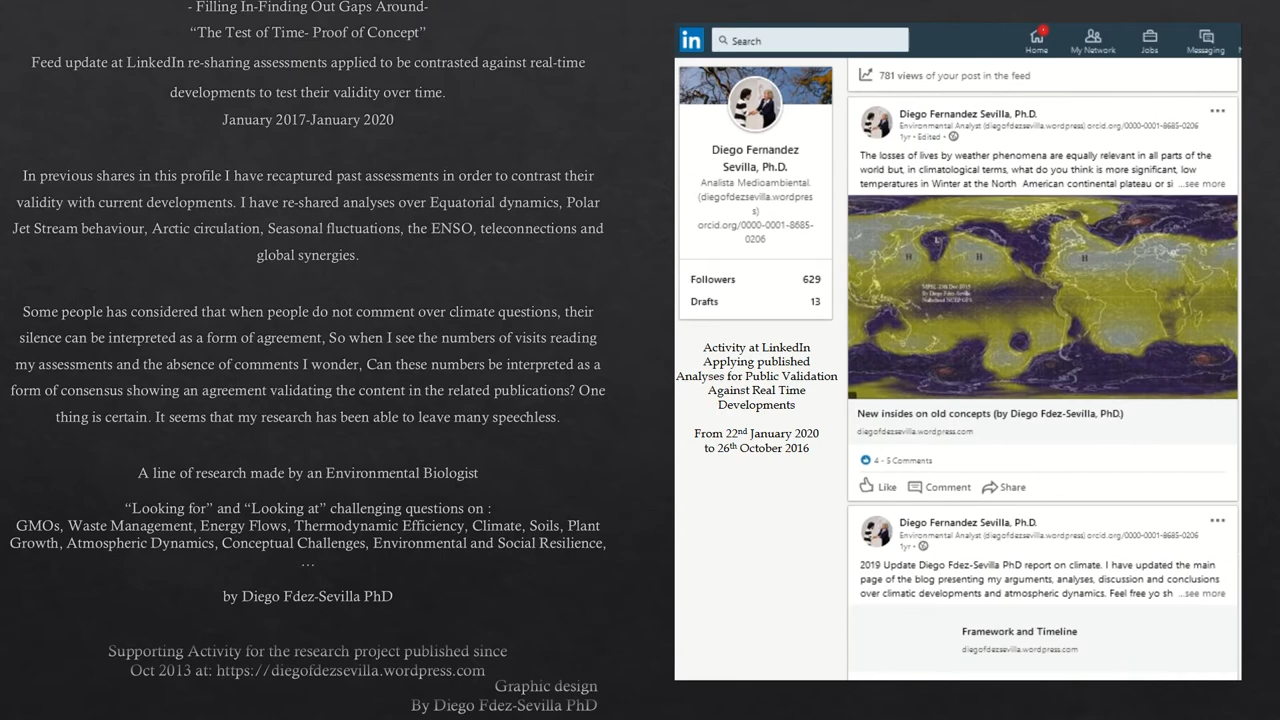 - Filling In-Finding Out Gaps Around-
“The Test of Time- Proof of Concept”
Feed update at LinkedIn re-sharing assessments applied to be contrasted against real-time
developments to test their validity over time.
January 2017-January 2020
In previous shares in this profile I have recaptured past assessments in order to contrast their
validity with current developments. I have re-shared analyses over Equatorial dynamics, Polar
Jet Stream behaviour, Arctic circulation, Seasonal fluctuations, the ENSO, teleconnections and
global synergies.
Some people has considered that when people do not comment over climate questions, their
silence can be interpreted as a form of agreement, So when I see the numbers of visits reading
my assessments and the absence of comments I wonder, Can these numbers be interpreted as a
form of consensus showing an agreement validating the content in the related publications? One
thing is certain. It seems that my research has been able to leave many speechless.
A line of research made by an Environmental Biologist
“Looking for” and “Looking at” challenging questions on :
GMOs, Waste Management, Energy Flows, Thermodynamic Efficiency, Climate, Soils, Plant
Growth, Atmospheric Dynamics, Conceptual Challenges, Environmental and Social Resilience,
…
by Diego Fdez-Sevilla PhD
Supporting Activity for the research project published since
Oct 2013 at: https://diegofdezsevilla.wordpress.com
Graphic design
By Diego Fdez-Sevilla PhD
in
Search
Home
My Network
Jobs
Messaging
Diego Fernandez
Sevilla, Ph.D.
Analista Medioambiental.
(diegofdezsevilla.wordpres
s)
orcid.org/0000-0001-8685-
0206
Followers 629
Drafts 13
Activity at LinkedIn
Applying published
Analyses for Public Validation
Against Real Time
Developments
From 22nd January 2020
to 26th October 2016
781 views of your post in the feed
Diego Fernandez Sevilla, Ph.D.
Environmental Analyst (diegofdezsevilla.wordpress) orcid.org/0000-0001-8685-0206
1yr • Edited •
The losses of lives by weather phenomena are equally relevant in all parts of the
world but, in climatological terms, what do you think is more significant, low
temperatures in Winter at the North American continental plateau or si ...see more
L
H
H
H
By Diego Fdez-Sevilla
New insides on old concepts (by Diego Fdez-Sevilla, PhD.)
diegofdezsevilla.wordpress.com
4 - 5 Comments
Like
Comment
Share
Diego Fernandez Sevilla, Ph.D.
Environmental Analyst (diegofdezsevilla.wordpress) orcid.org/0000-0001-8685-0206
1yr •
2019 Update Diego Fdez-Sevilla PhD report on climate. I have updated the main
page of the blog presenting my arguments, analyses, discussion and conclusions
over climatic developments and atmospheric dynamics. Feel free yo sh ...see more
Framework and Timeline
diegofdezsevilla.wordpress.com